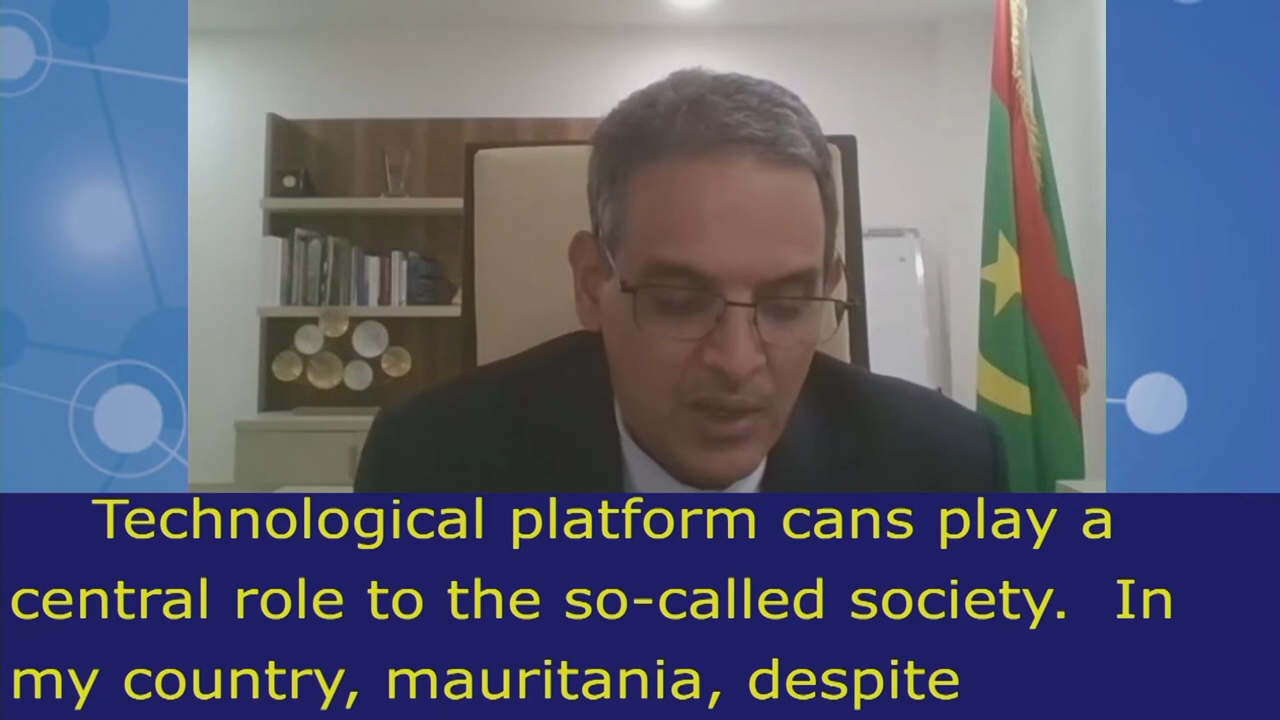 Technological platform cans play a
central role to the so-called society.  In
my country, mauritania, despite